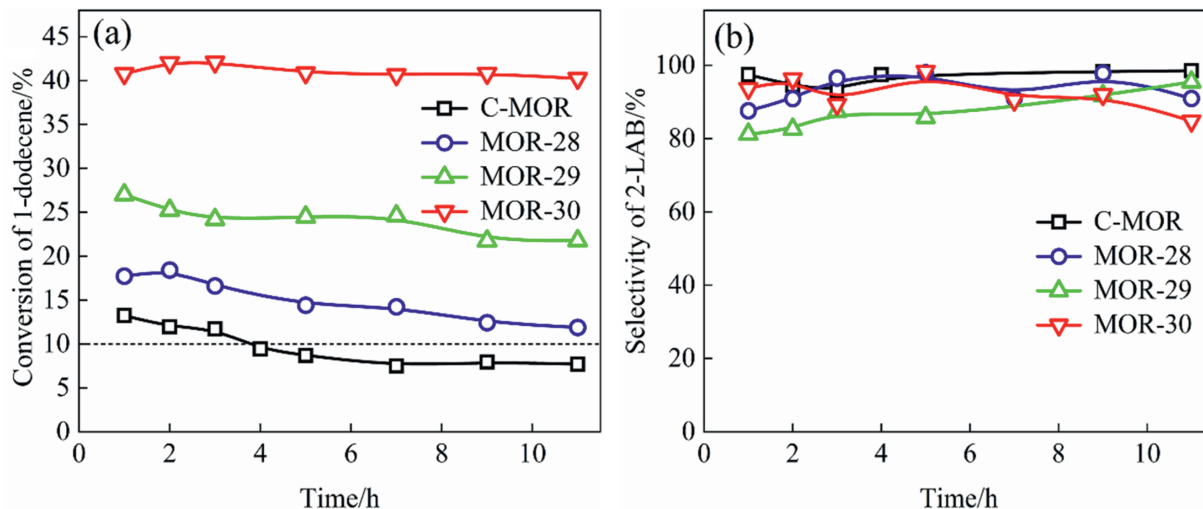 (a)
Conversion of 1-dodecene/%
45
40
35
30
25
20
15
10
5
0
C-MOR
MOR-28
MOR-29
MOR-30
0 2 4 6 8 10
Time/h
(b)
Selectivity of 2-LAB/%
100
80
60
40
20
0
C-MOR
MOR-28
MOR-29
MOR-30
0 2 4 6 8 10
Time/h